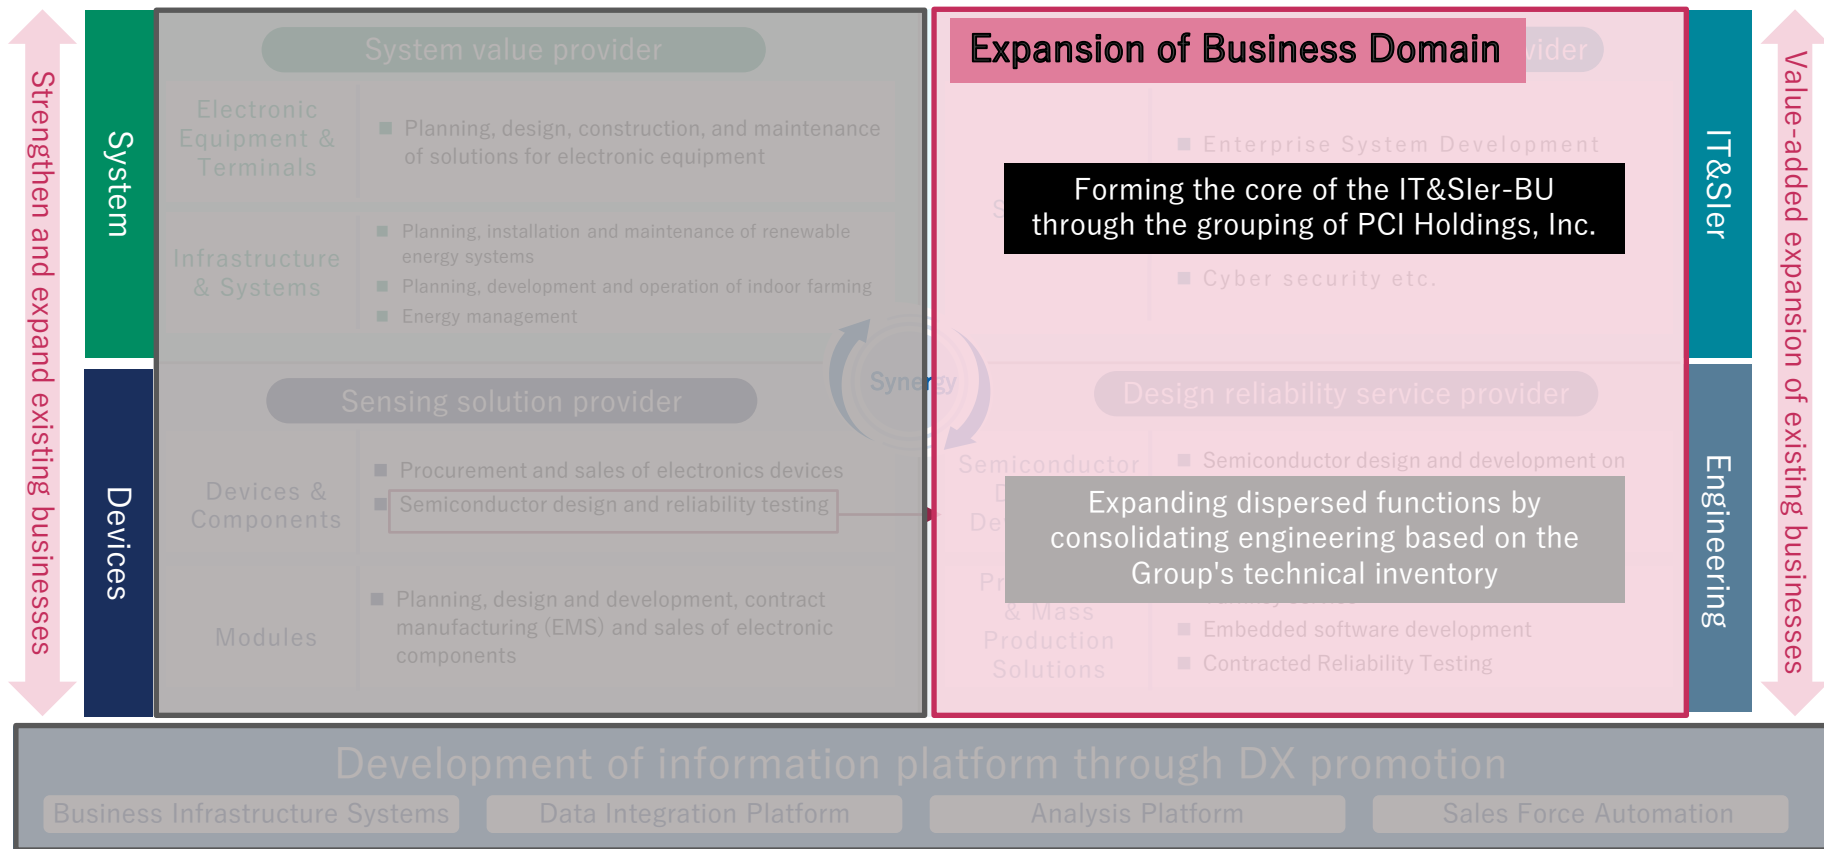 Strengthen and expand existing businesses
System
Devices
System value provider
Electronic
Equipment &
Terminals
■ Planning, design, construction, and maintenance
of solutions for electronic equipment
Infrastructure
& Systems
■ Planning, installation and maintenance of renewable
energy systems
■ Planning, development and operation of indoor farming
■ Energy management
Sensing solution provider
Devices &
Components
■ Procurement and sales of electronics devices
■ Semiconductor design and reliability testing
Modules
■ Planning, design and development, contract
manufacturing (EMS) and sales of electronic
components
Synergy
Expansion of Business Domain
■ Enterprise System Development
Forming the core of the IT&SIer-BU
through the grouping of PCI Holdings, Inc.
■ Cyber security etc.
Design reliability service provider
Semiconductor
■ Semiconductor design and development on
Expanding dispersed functions by
consolidating engineering based on the
Group's technical inventory
& Mass
Production
Solutions
■ Embedded software development
■ Contracted Reliability Testing
IT&SIer
Engineering
Value-added expansion of existing businesses
Development of information platform through DX promotion
Business Infrastructure Systems
Data Integration Platform
Analysis Platform
Sales Force Automation